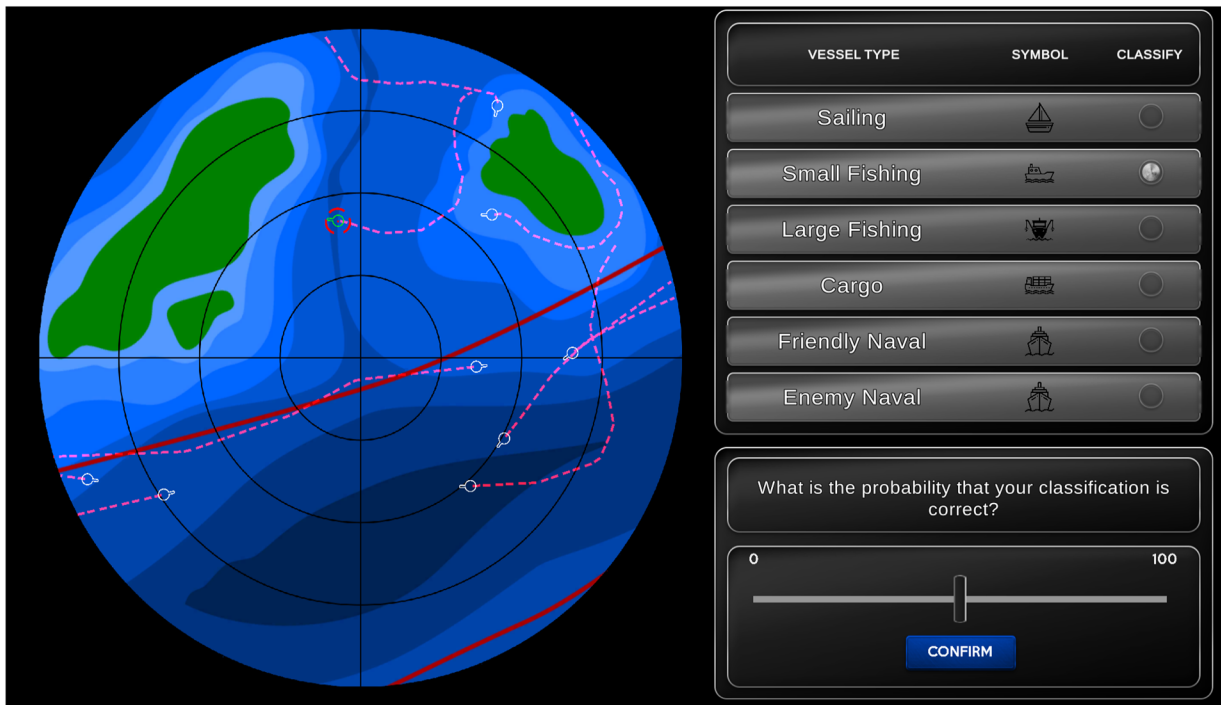 VESSEL TYPE SYMBOL CLASSIFY
Sailing
Small Fishing
Large Fishing
Cargo
Friendly Naval
Enemy Naval
What is the probability that your classification is
correct?
0 100
CONFIRM